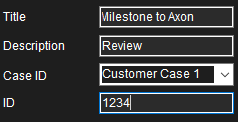 Title Milestone to Axon
Description Review
Case ID Customer Case 1
ID 1234